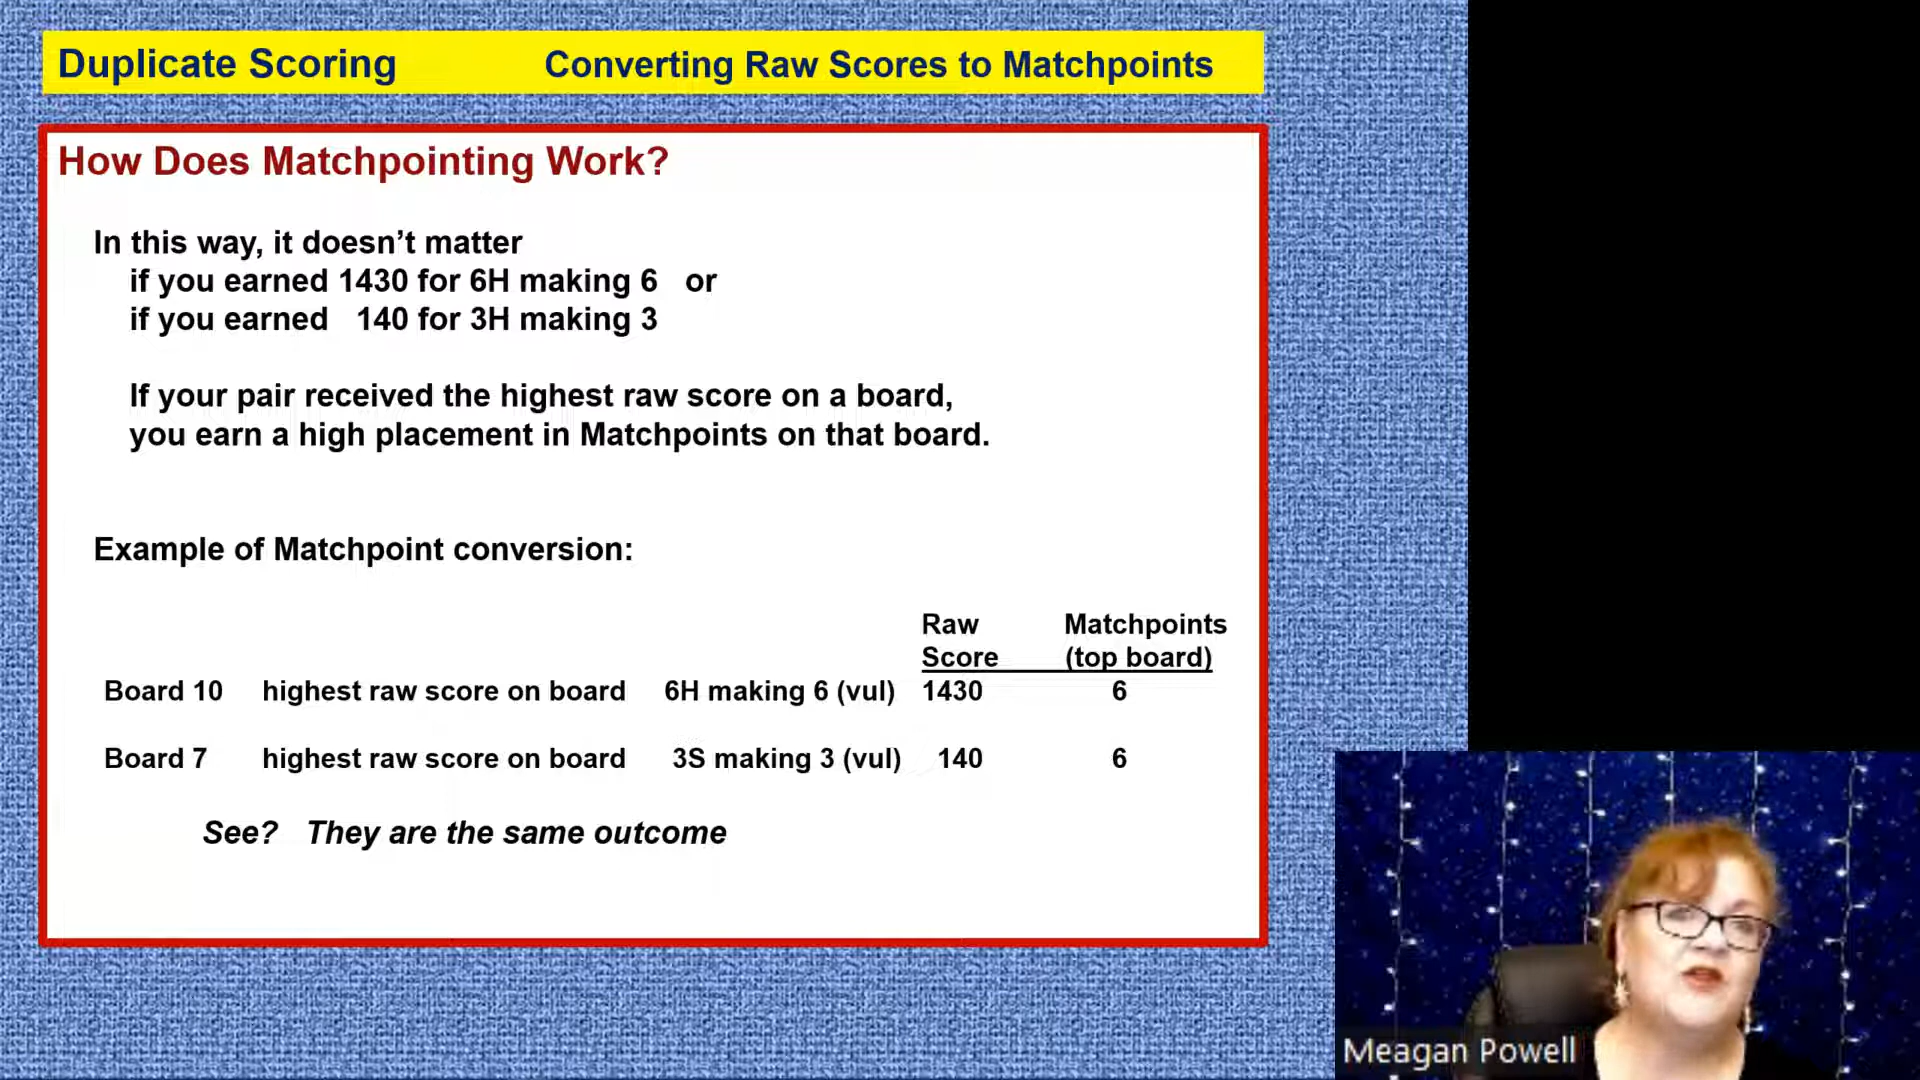 Duplicate Scoring Converting Raw Scores to Matchpoints
How Does Matchpointing Work?
In this way, it doesn’t matter
if you earned 1430 for 6H making 6 or
if you earned 140 for 3H making 3
If your pair received the highest raw score on a board,
you earn a high placement in Matchpoints on that board.
Example of Matchpoint conversion:
Raw Matchpoints
Score (top board)
Board 10 highest raw score on board 6H making 6 (vul) 1430 6
Board 7 highest raw score on board 3S making 3 (vul) 140 6
See? They are the same outcome
Meagan Powell